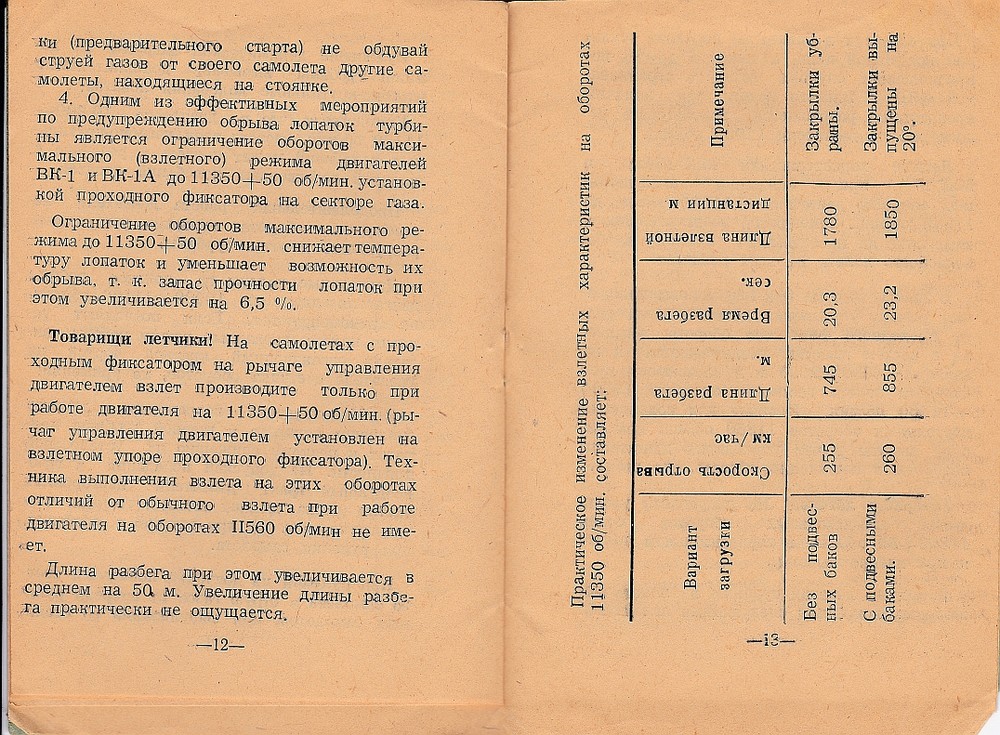 ки (предварительного старта) не обдувай
струей газов от своего самолета другие са-
молеты, находящиеся на стоянке.
4. Одним из эффективных мероприятий
по предупреждению обрыва лопаток турби-
ны является ограничение оборотов макси-
мального (взлетного) режима двигателей
ВК-1 и ВК-1А до 11350+50 об/мин. установ-
кой проходного фиксатора на секторе газа.
Ограничение оборотов максимального ре-
жима до 11350+50 об/мин. снижает темпера-
туру лопаток и уменьшает возможность их
обрыва, т. к. запас прочности лопаток при
этом увеличивается на 6,5 %.
Товарищи летчики! На самолетах с про-
ходным фиксатором на рычаге управления
двигателем взлет производите только при
работе двигателя на 11350+50 об/мин. (ры-
чаг управления двигателем установлен на
взлетном упоре проходного фиксатора). Тех-
ника выполнения взлета на этих оборотах
отличий от обычного взлета при работе
двигателя на оборотах II560 об/мин не име-
ет.
Длина разбега при этом увеличивается в
среднем на 50 м. Увеличение длины разбе-
га практически не ощущается.
—12—
Практическое изменение взлетных характеристик на оборотах
11350 об/мин. составляет:
Вариант
загрузки
Скорость отрыва
км/час
Длина разбега
м.
Время разбега
сек.
Длина взлетной
дистанции м
Примечание
Без подвес-
ных баков
255
745
20,3
1780
Закрылки уб-
раны.
С подвесными
баками.
260
855
23,2
1850
Закрылки вы-
пущены на
20°.
—13—